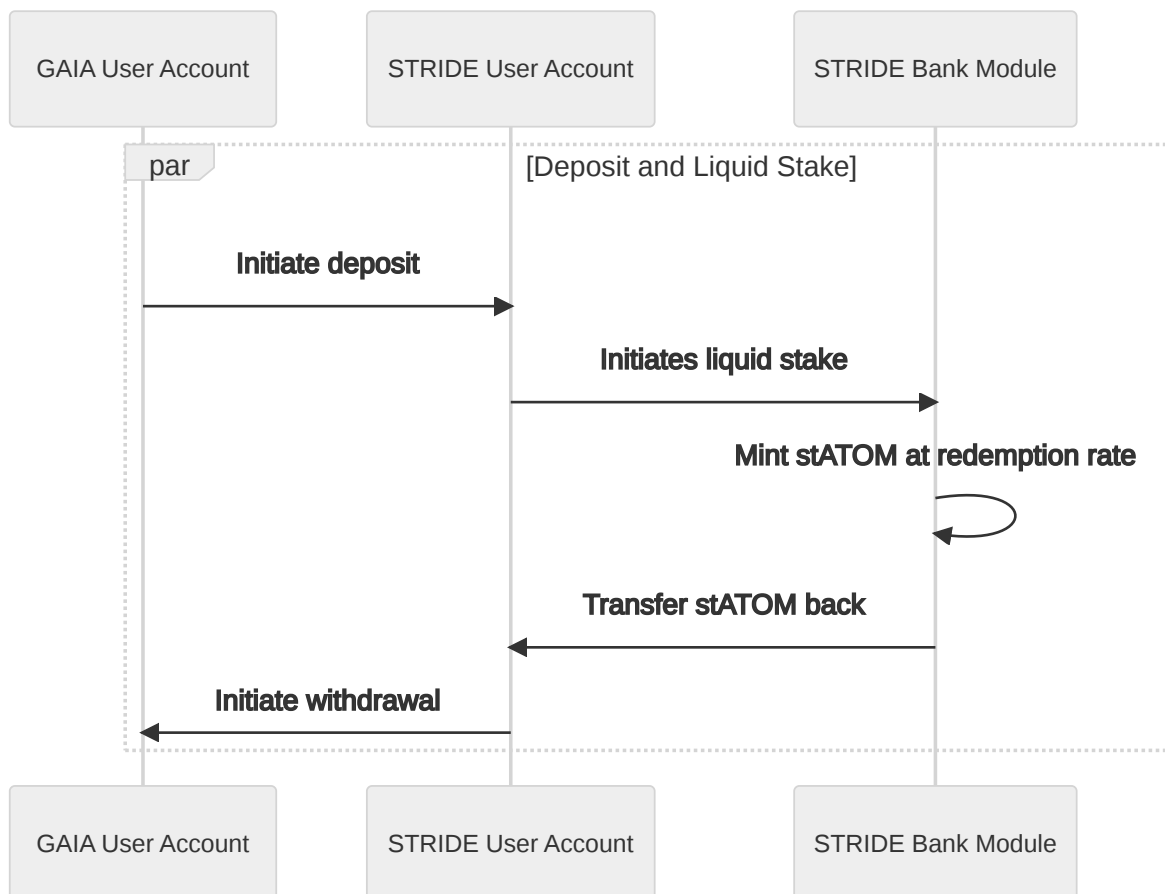 GAIA User Account
STRIDE User Account
STRIDE Bank Module
par
[Deposit and Liquid Stake]
Initiate deposit
Initiates liquid stake
Mint stATOM at redemption rate
Transfer stATOM back
Initiate withdrawal
GAIA User Account
STRIDE User Account
STRIDE Bank Module